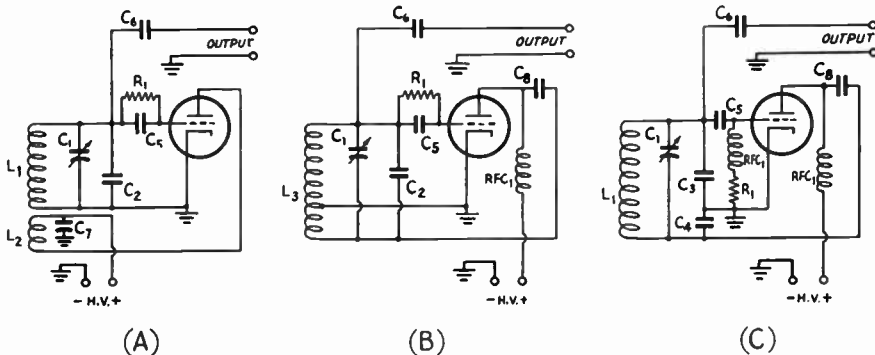 C6
OUTPUT
R1
C1
C5
L1
C2
L2
C7
- H.V. +
(A)
C6
OUTPUT
C8
R1
C1
C5
L3
C2
RFC1
- H.V. +
(B)
C6
OUTPUT
C8
C5
C1
L1
C3
RFC1
RFC1
R1
C4
- H.V. +
(C)